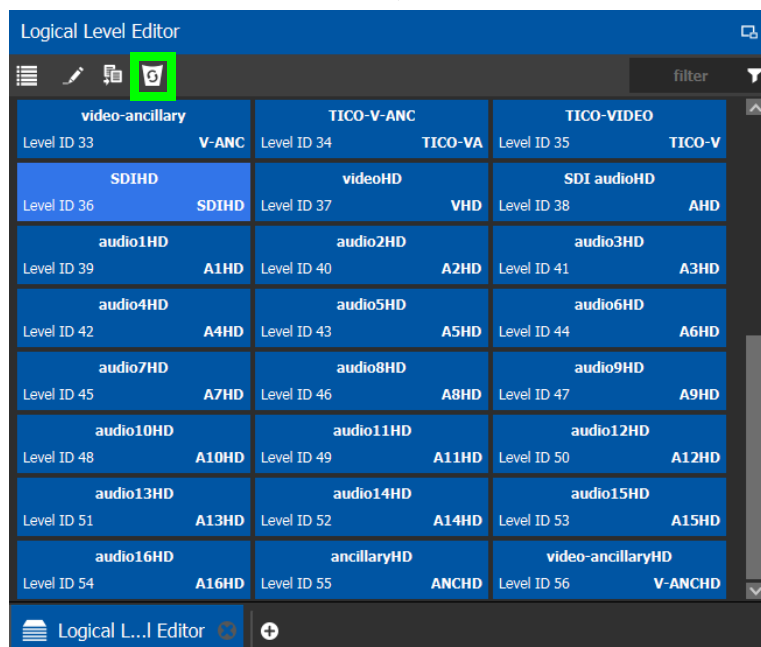 Logical Level Editor
filter
video-ancillary TICO-V-ANC TICO-VIDEO
Level ID 33 V-ANC Level ID 34 TICO-VA Level ID 35 TICO-V
SDIHD videoHD SDI audioHD
Level ID 36 SDIHD Level ID 37 VHD Level ID 38 AHD
audio1HD audio2HD audio3HD
Level ID 39 A1HD Level ID 40 A2HD Level ID 41 A3HD
audio4HD audio5HD audio6HD
Level ID 42 A4HD Level ID 43 A5HD Level ID 44 A6HD
audio7HD audio8HD audio9HD
Level ID 45 A7HD Level ID 46 A8HD Level ID 47 A9HD
audio10HD audio11HD audio12HD
Level ID 48 A10HD Level ID 49 A11HD Level ID 50 A12HD
audio13HD audio14HD audio15HD
Level ID 51 A13HD Level ID 52 A14HD Level ID 53 A15HD
audio16HD ancillaryHD video-ancillaryHD
Level ID 54 A16HD Level ID 55 ANCHD Level ID 56 V-ANCHD
Logical L...l Editor